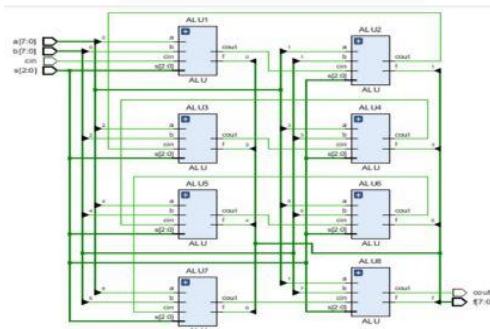 ALU1
a
b
cin
s[2:0]
cout
f
ALU
ALU2
a
b
cin
s[2:0]
cout
f
ALU
a[7:0]
b[7:0]
cin
s[2:0]
ALU3
a
b
cin
s[2:0]
cout
f
ALU
ALU4
a
b
cin
s[2:0]
cout
f
ALU
ALU5
a
b
cin
s[2:0]
cout
f
ALU
ALU6
a
b
cin
s[2:0]
cout
f
ALU
ALU7
a
b
cin
s[2:0]
cout
f
ALU
ALU8
a
b
cin
s[2:0]
cout
f
ALU
cout
f[7:0